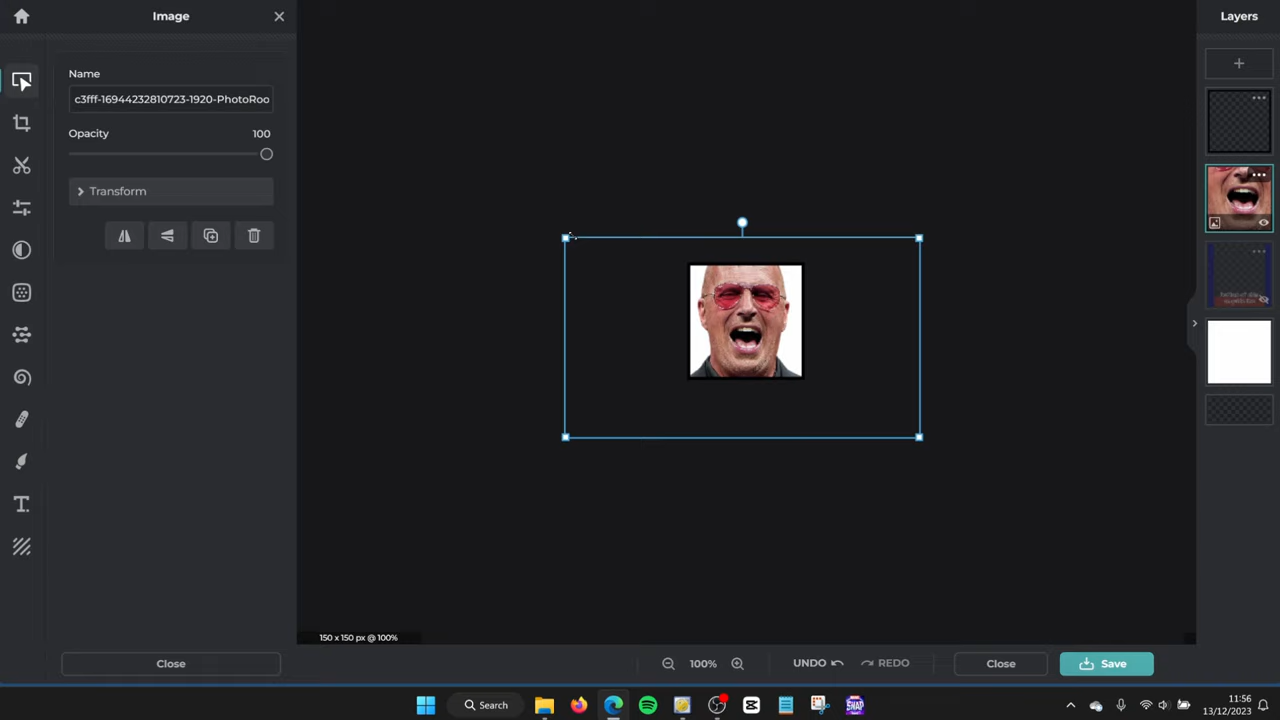 Image
Layers
Name
c3fff-16944232810723-1920-PhotoRoo
Opacity
100
Transform
150 x 150 px @ 100%
Close
100%
UNDO
REDO
Close
Save
Search
SNAP
11:56
13/12/2023